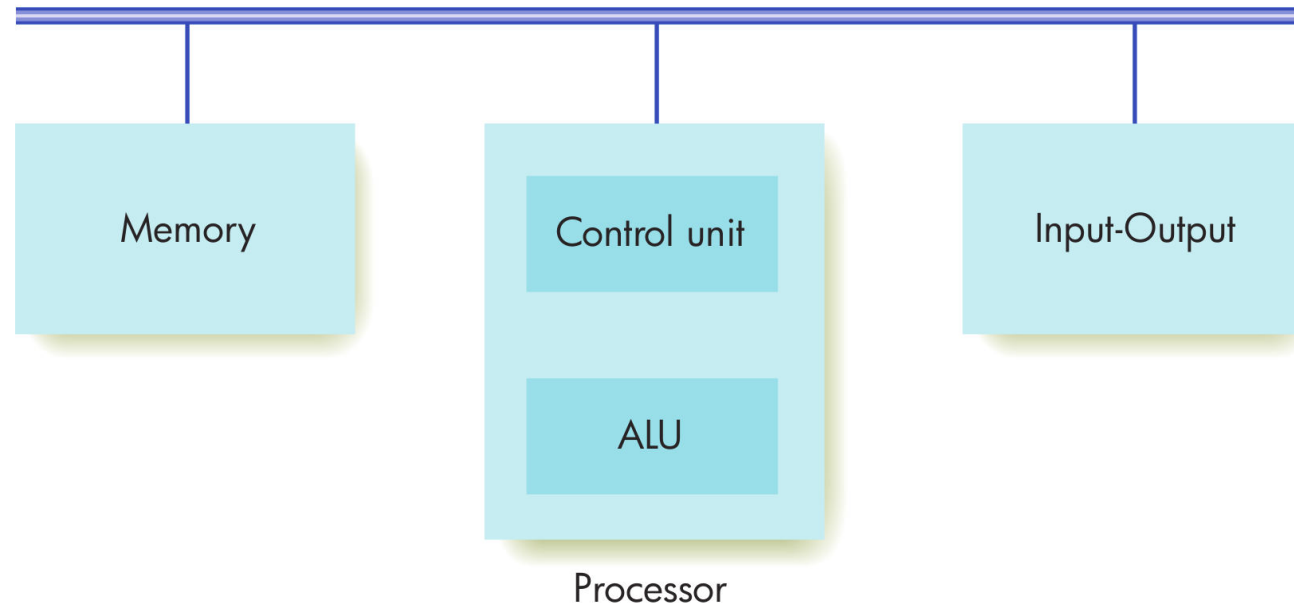 Memory
Control unit
Input-Output
ALU
Processor